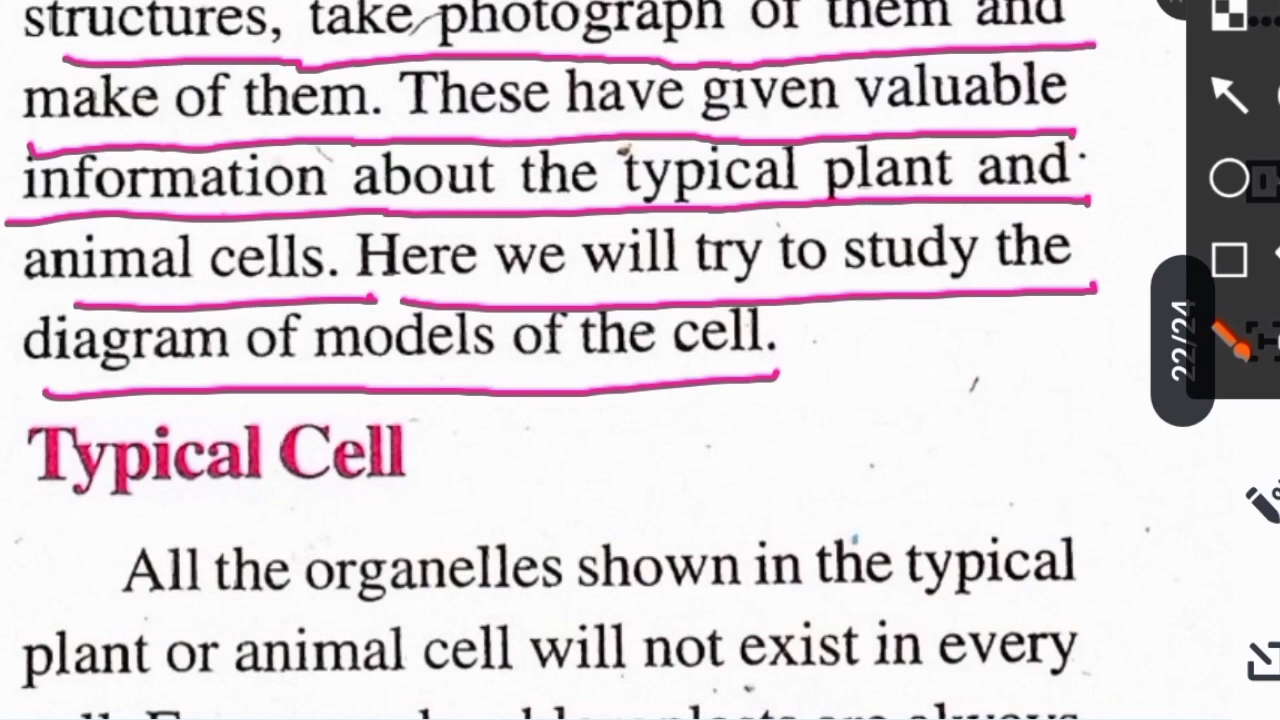 structures, take photograph of them and
make of them. These have given valuable
information about the typical plant and
animal cells. Here we will try to study the
diagram of models of the cell.
Typical Cell
All the organelles shown in the typical
plant or animal cell will not exist in every
22/24